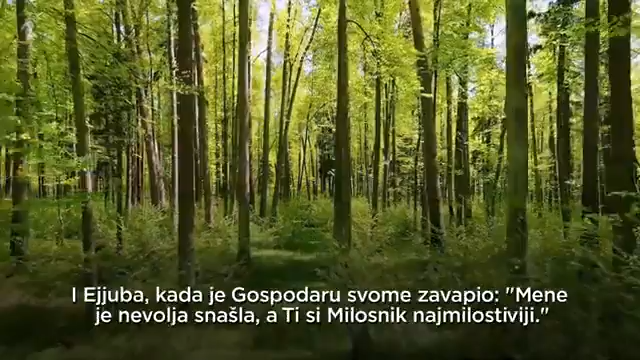 I Ejjuba, kada je Gospodaru svome zavapio: "Mene
je nevolja snašla, a Ti si Milosnik najmilostiviji."